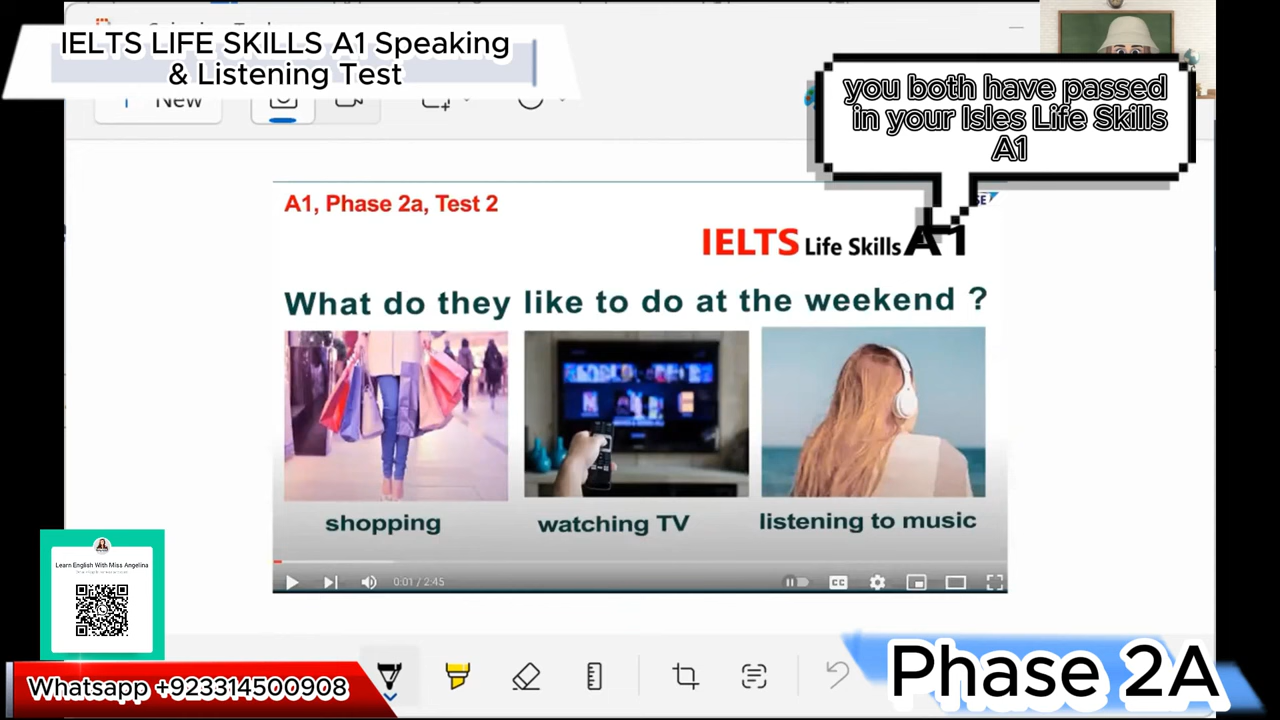 IELTS LIFE SKILLS A1 Speaking
& Listening Test
New
you both have passed
in your Isles Life Skills
A1
A1, Phase 2a, Test 2
IELTS Life Skills A1
What do they like to do at the weekend ?
shopping
watching TV
listening to music
0:01 / 2:45
CC
Learn English With Miss Angelina
Whatsapp +923314500908
Phase 2A